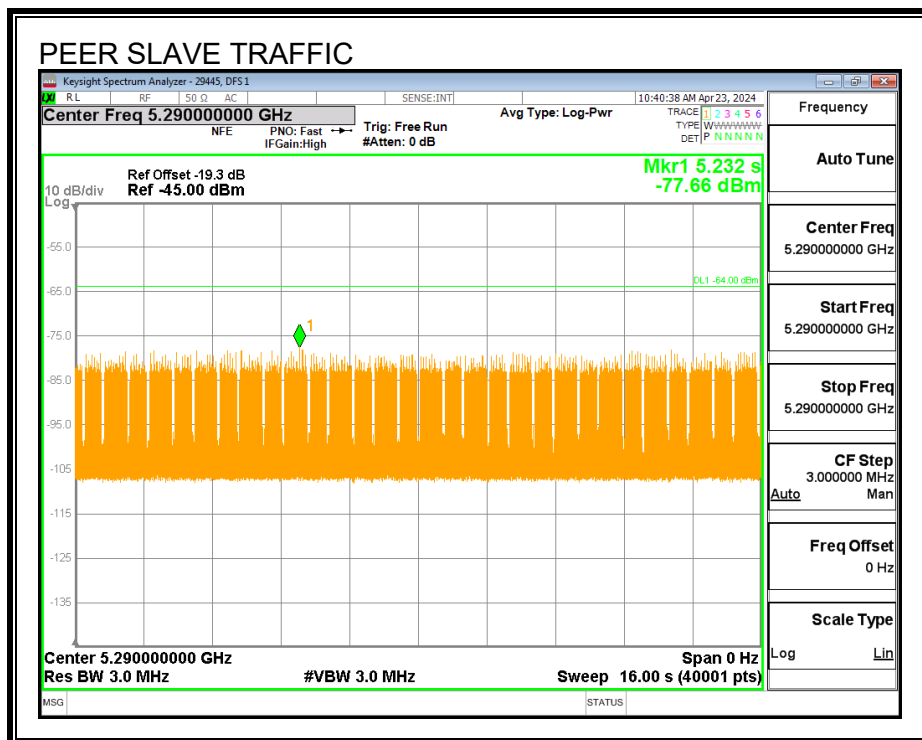 PEER SLAVE TRAFFIC
Keysight Spectrum Analyzer - 29445, DFS 1
LXI RL RF 50 Ω AC SENSE:INT 10:40:38 AM Apr 23, 2024
Center Freq 5.290000000 GHz
NFE
PNO: Fast
IFGain:High
Trig: Free Run
#Atten: 0 dB
Avg Type: Log-Pwr
TRACE 1 2 3 4 5 6
TYPE WWWWWW
DET P N N N N N
Mkr1 5.232 s
-77.66 dBm
Ref Offset -19.3 dB
10 dB/div Ref -45.00 dBm
Log
-55.0
DL1 -64.00 dBm
-65.0
1
-75.0
-85.0
-95.0
-105
-115
-125
-135
Center 5.290000000 GHz Span 0 Hz
Res BW 3.0 MHz #VBW 3.0 MHz Sweep 16.00 s (40001 pts)
MSG STATUS
Frequency
Auto Tune
Center Freq
5.290000000 GHz
Start Freq
5.290000000 GHz
Stop Freq
5.290000000 GHz
CF Step
3.000000 MHz
Auto Man
Freq Offset
0 Hz
Scale Type
Log Lin